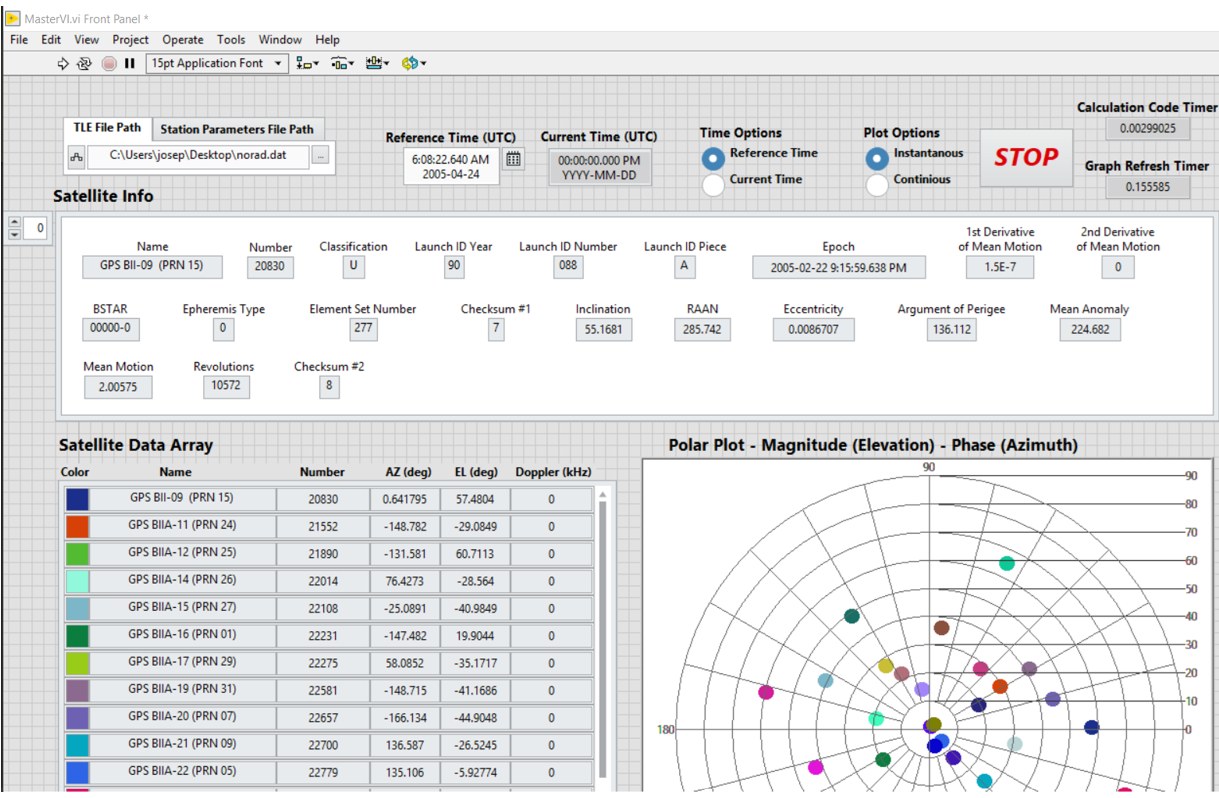 MasterVI.vi Front Panel *
File Edit View Project Operate Tools Window Help
15pt Application Font
Calculation Code Timer
0.00299025
TLE File Path Station Parameters File Path
C:\Users\josep\Desktop\norad.dat ...
Reference Time (UTC)
6:08:22.640 AM
2005-04-24
Current Time (UTC)
00:00:00.000 PM
YYYY-MM-DD
Time Options
Reference Time
Current Time
Plot Options
Instantanous
Continious
STOP
Graph Refresh Timer
0.155585
Satellite Info
0
Name Number Classification Launch ID Year Launch ID Number Launch ID Piece Epoch 1st Derivative of Mean Motion 2nd Derivative of Mean Motion
GPS BII-09 (PRN 15) 20830 U 90 088 A 2005-02-22 9:15:59.638 PM 1.5E-7 0
BSTAR Ephemeris Type Element Set Number Checksum #1 Inclination RAAN Eccentricity Argument of Perigee Mean Anomaly
00000-0 0 277 7 55.1681 285.742 0.0086707 136.112 224.682
Mean Motion Revolutions Checksum #2
2.00575 10572 8
Satellite Data Array
Color Name Number AZ (deg) EL (deg) Doppler (kHz)
GPS BII-09 (PRN 15) 20830 0.641795 57.4804 0
GPS BIIA-11 (PRN 24) 21552 -148.782 -29.0849 0
GPS BIIA-12 (PRN 25) 21890 -131.581 60.7113 0
GPS BIIA-14 (PRN 26) 22014 76.4273 -28.564 0
GPS BIIA-15 (PRN 27) 22108 -25.0891 -40.9849 0
GPS BIIA-16 (PRN 01) 22231 -147.482 19.9044 0
GPS BIIA-17 (PRN 29) 22275 58.0852 -35.1717 0
GPS BIIA-19 (PRN 31) 22581 -148.715 -41.1686 0
GPS BIIA-20 (PRN 07) 22657 -166.134 -44.9048 0
GPS BIIA-21 (PRN 09) 22700 136.587 -26.5245 0
GPS BIIA-22 (PRN 05) 22779 135.106 -5.92774 0
Polar Plot - Magnitude (Elevation) - Phase (Azimuth)
90
90
80
70
60
50
40
30
20
10
180 0